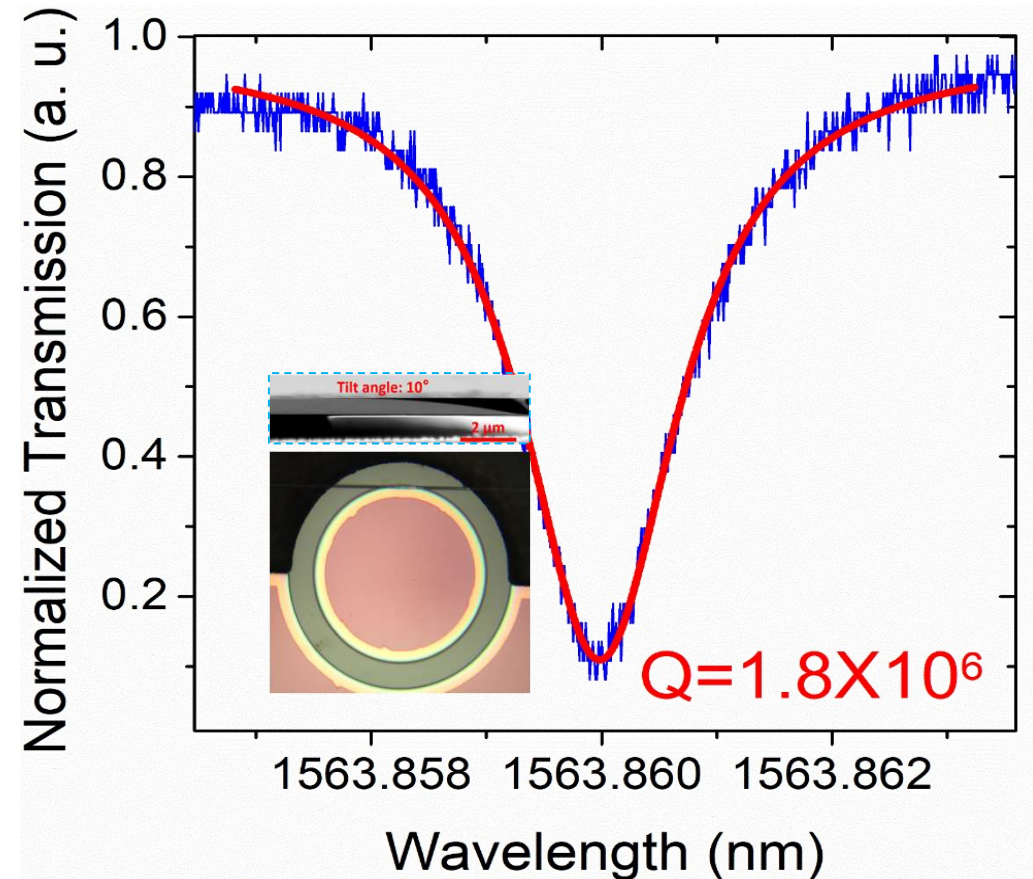 Normalized Transmission (a. u.)
1.0
0.8
0.6
0.4
0.2
Tilt angle: 10°
2 μm
Q=1.8X10⁶
1563.858
1563.860
1563.862
Wavelength (nm)